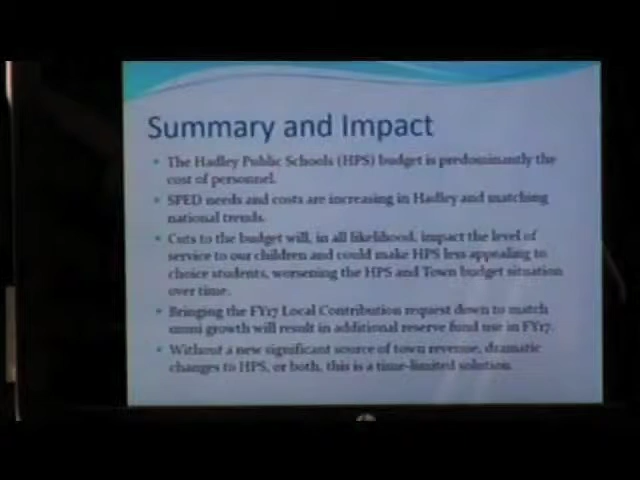 Summary and Impact
• The Hadley Public Schools (HPS) budget is predominantly the
cost of personnel.
• SPED needs and costs are increasing in Hadley and matching
national trends.
• Cuts to the budget will, in all likelihood, impact the level of
service to our children and could make HPS less appealing to
choice students, worsening the HPS and Town budget situation
over time.
• Bringing the FY17 Local Contribution request down to match
omni growth will result in additional reserve fund use in FY17.
• Without a new significant source of town revenue, dramatic
changes to HPS, or both, this is a time-limited solution.